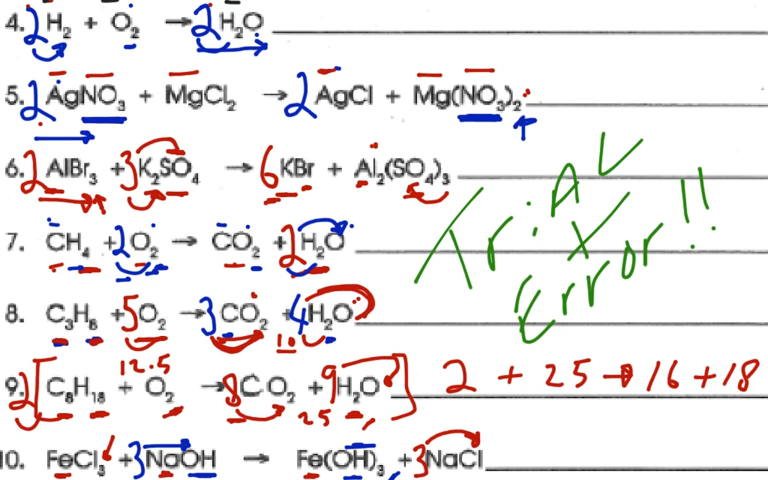 4. 2 H₂ + O₂ → 2 H₂O
5. 2 AgNO₃ + MgCl₂ → 2 AgCl + Mg(NO₃)₂
6. 2 AlBr₃ + 3 K₂SO₄ → 6 KBr + Al₂(SO₄)₃
7. CH₄ + 2 O₂ → CO₂ + 2 H₂O
TriAL
+
Error!!
8. C₃H₈ + 5 O₂ → 3 CO₂ + 4 H₂O
10
12.5
9. 2[C₈H₁₈ + O₂ → 8 CO₂ + 9 H₂O] 2 + 25 → 16 + 18
25
10. FeCl₃ + 3 NaOH → Fe(OH)₃ + 3 NaCl